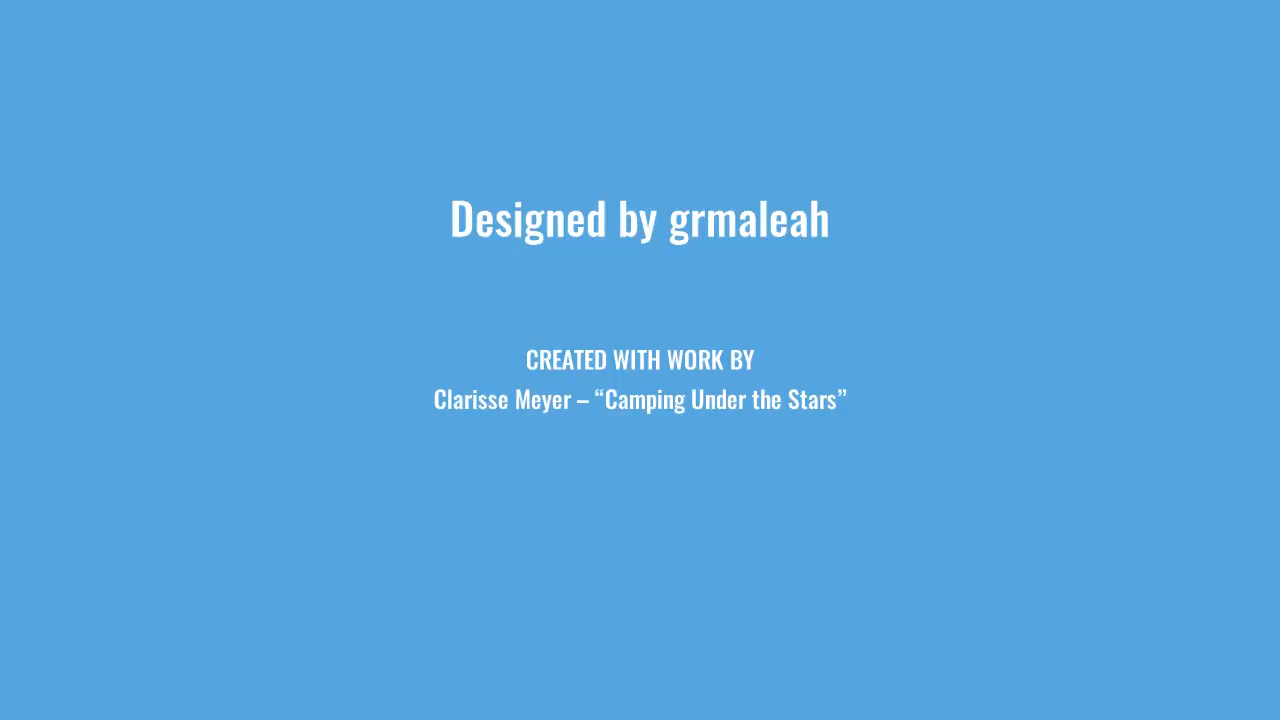 Designed by grmaleah
CREATED WITH WORK BY
Clarisse Meyer – “Camping Under the Stars”